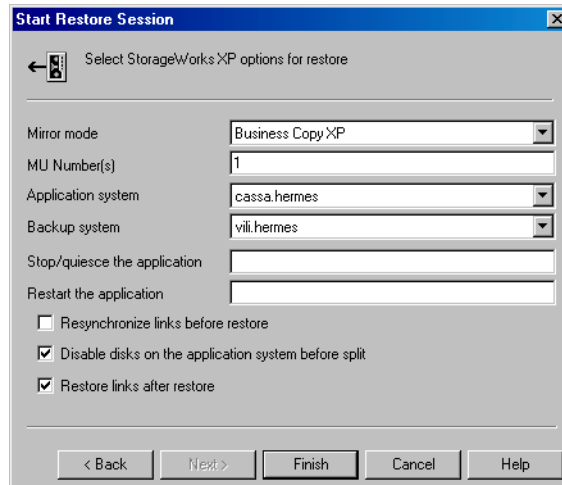 Start Restore Session
Select StorageWorks XP options for restore
Mirror mode
Business Copy XP
MU Number(s)
1
Application system
cassa.hermes
Backup system
vili.hermes
Stop/quiesce the application
Restart the application
Resynchronize links before restore
Disable disks on the application system before split
Restore links after restore
< Back
Next >
Finish
Cancel
Help